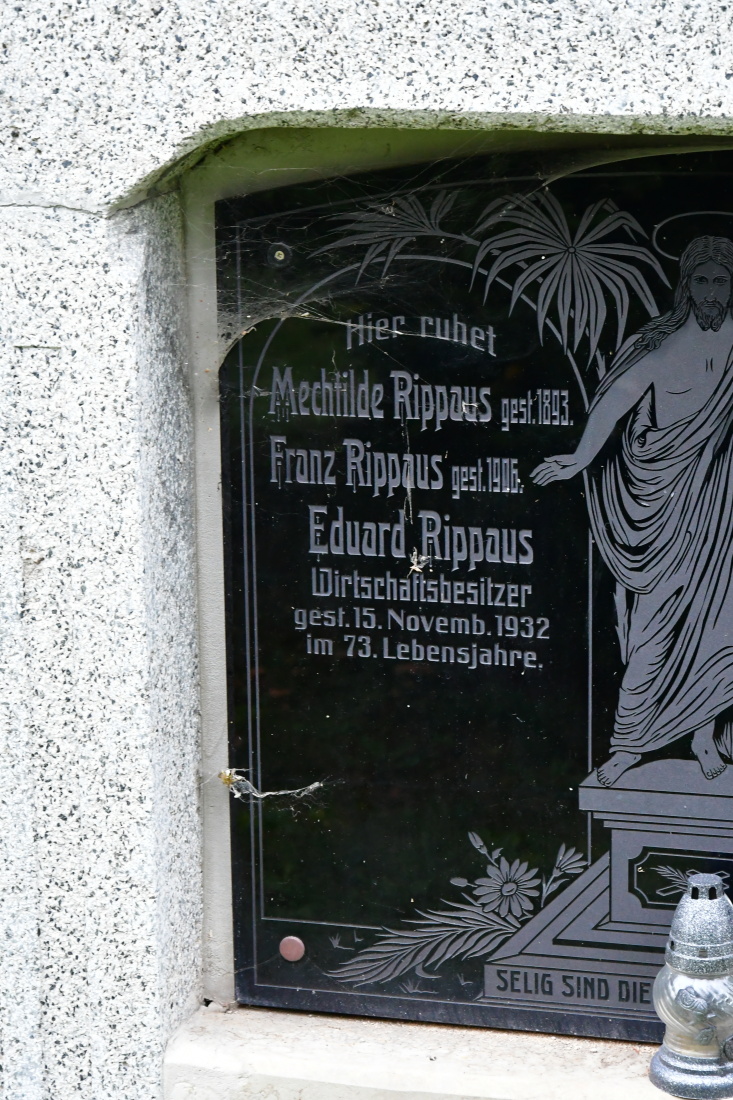 Hier ruhet
Mechtilde Rippaus gest. 1893.
Franz Rippaus gest. 1906.
Eduard Rippaus
Wirtschaftsbesitzer
gest. 15. Novemb. 1932
im 73. Lebensjahre.
SELIG SIND DIE